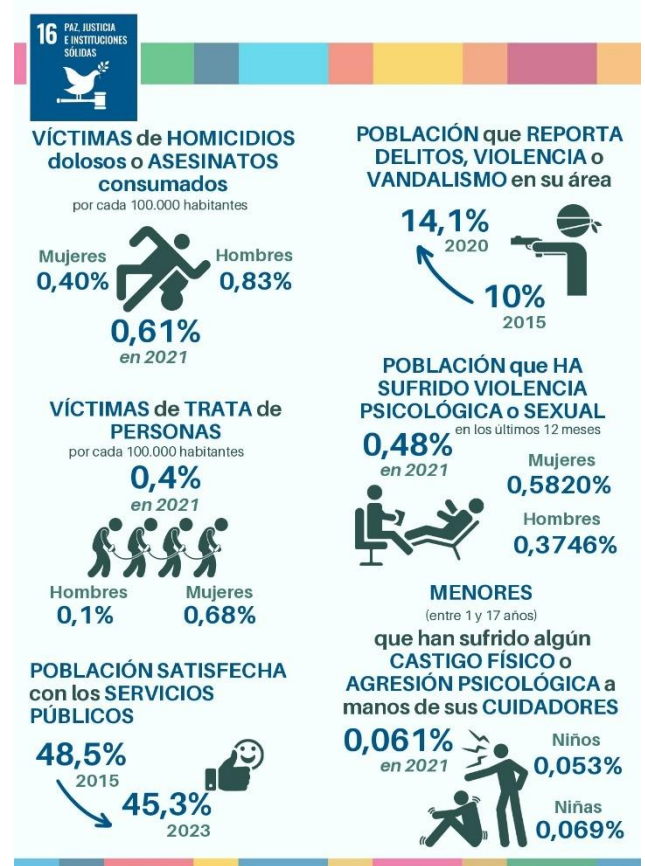 16 PAZ, JUSTICIA
E INSTITUCIONES
SÓLIDAS
VÍCTIMAS de HOMICIDIOS
dolosos o ASESINATOS
consumados
por cada 100.000 habitantes
Mujeres
0,40%
Hombres
0,83%
0,61%
en 2021
POBLACIÓN que REPORTA
DELITOS, VIOLENCIA o
VANDALISMO en su área
14,1%
2020
10%
2015
VÍCTIMAS de TRATA de
PERSONAS
por cada 100.000 habitantes
0,4%
en 2021
Hombres
0,1%
Mujeres
0,68%
POBLACIÓN que HA
SUFRIDO VIOLENCIA
PSICOLÓGICA o SEXUAL
en los últimos 12 meses
0,48%
en 2021
Mujeres
0,5820%
Hombres
0,3746%
POBLACIÓN SATISFECHA
con los SERVICIOS
PÚBLICOS
48,5%
2015
45,3%
2023
MENORES
(entre 1 y 17 años)
que han sufrido algún
CASTIGO FÍSICO o
AGRESIÓN PSICOLÓGICA a
manos de sus CUIDADORES
0,061%
en 2021
Niños
0,053%
Niñas
0,069%